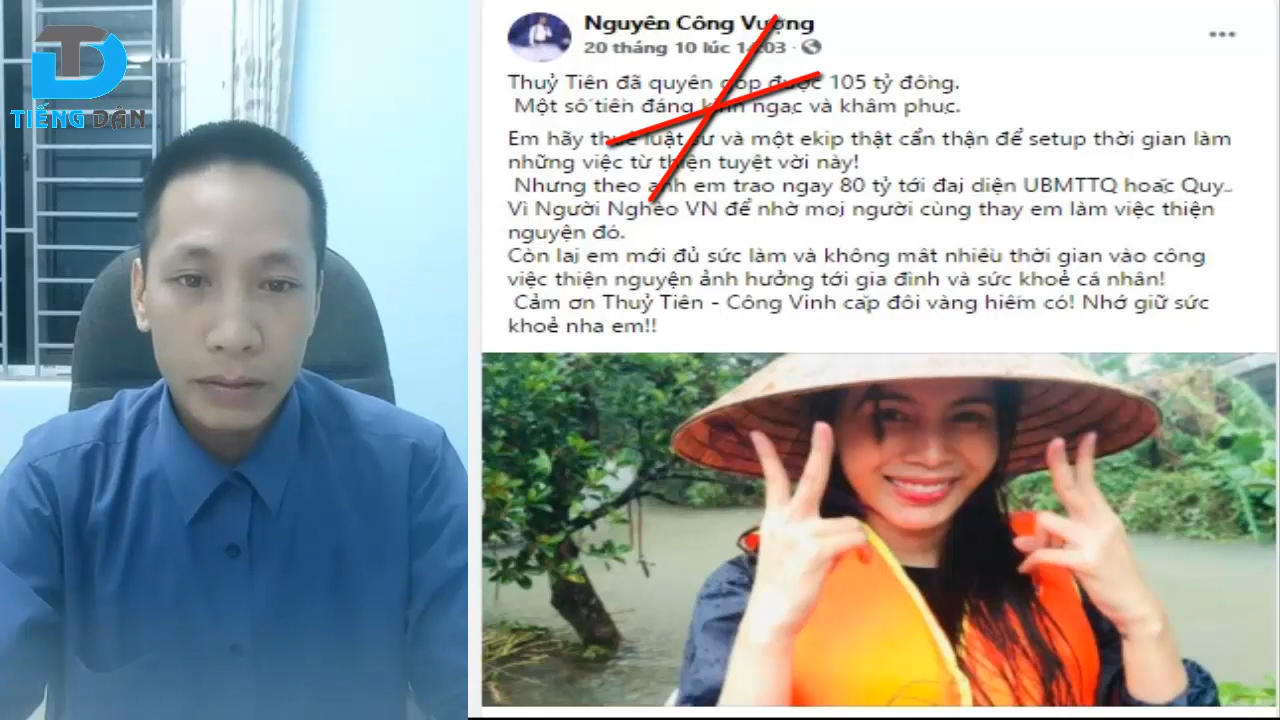 TD
TIẾNG DÂN
Nguyễn Công Vượng
20 tháng 10 lúc 14:03 ·
Thuỷ Tiên đã quyên góp được 105 tỷ đồng.
Một số tiền đáng kinh ngạc và khâm phục.
Em hãy thuê luật sư và một ekip thật cẩn thận để setup thời gian làm
những việc từ thiện tuyệt vời này!
Nhưng theo anh em trao ngay 80 tỷ tới đại diện UBMTTQ hoặc Quỹ
Vì Người Nghèo VN để nhờ mọi người cùng thay em làm việc thiện
nguyện đó.
Còn lại em mới đủ sức làm và không mất nhiều thời gian vào công
việc thiện nguyện ảnh hưởng tới gia đình và sức khoẻ cá nhân!
Cảm ơn Thuỷ Tiên - Công Vinh cặp đôi vàng hiếm có! Nhớ giữ sức
khoẻ nha em!!